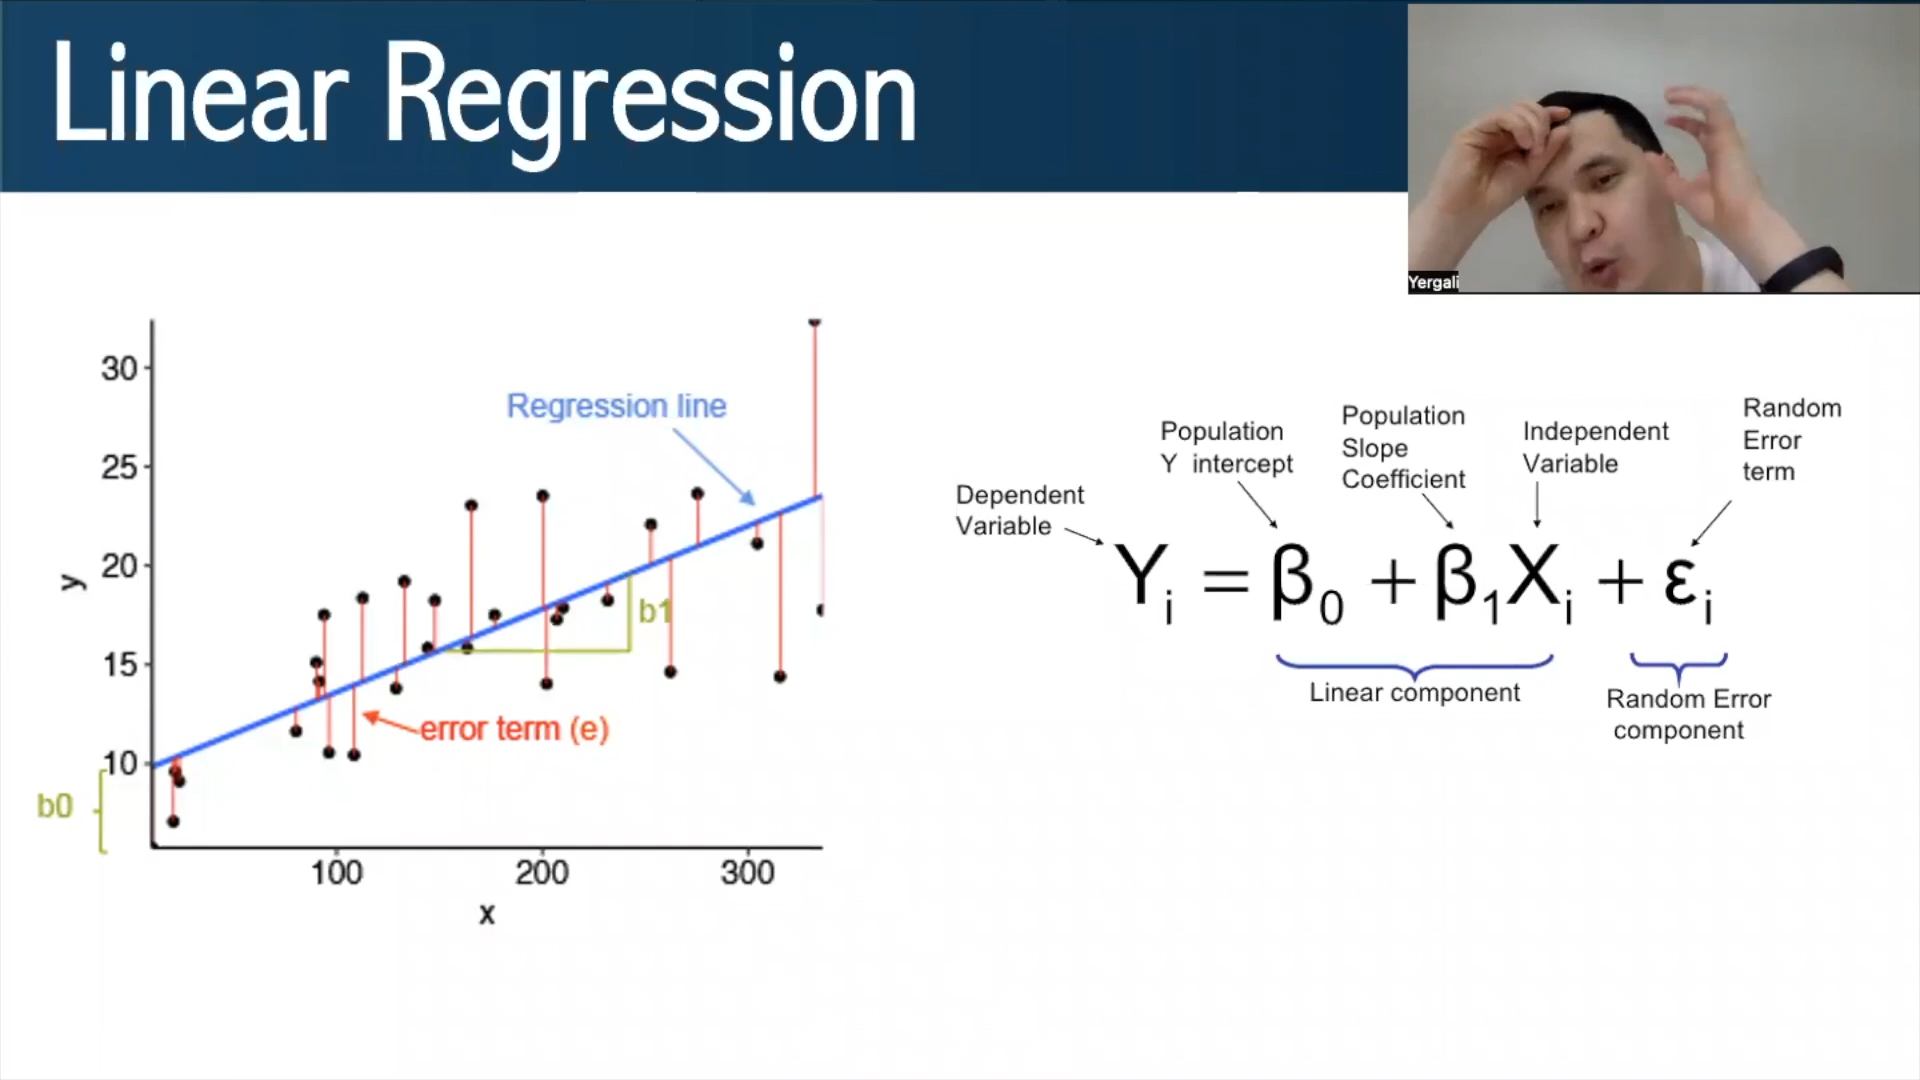 Linear Regression
Yergali
30
25
20
15
10
y
Regression line
b1
error term (e)
b0
100
200
300
x
Dependent
Variable
Population
Y intercept
Population
Slope
Coefficient
Independent
Variable
Random
Error
term
Yᵢ = β₀ + β₁Xᵢ + εᵢ
Linear component
Random Error
component